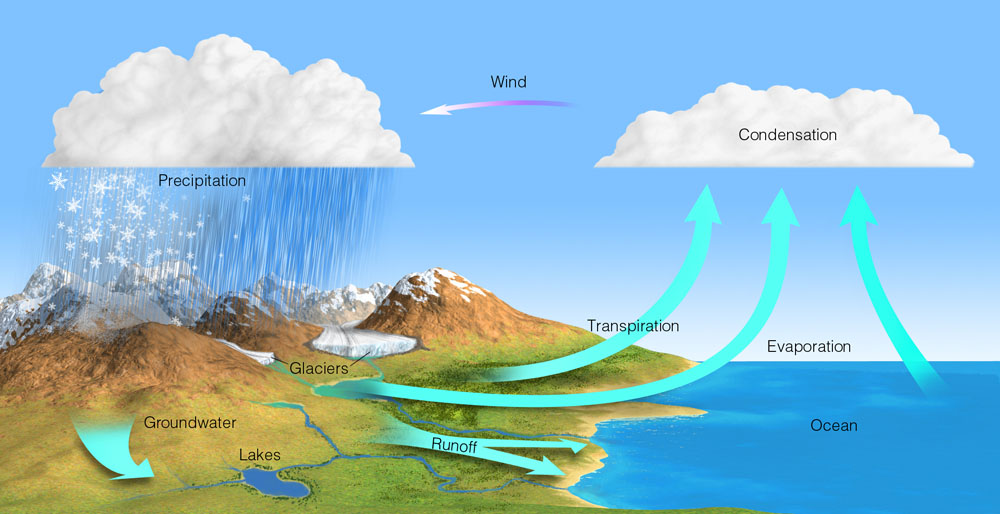 Wind
Condensation
Precipitation
Transpiration
Evaporation
Glaciers
Groundwater
Ocean
Runoff
Lakes